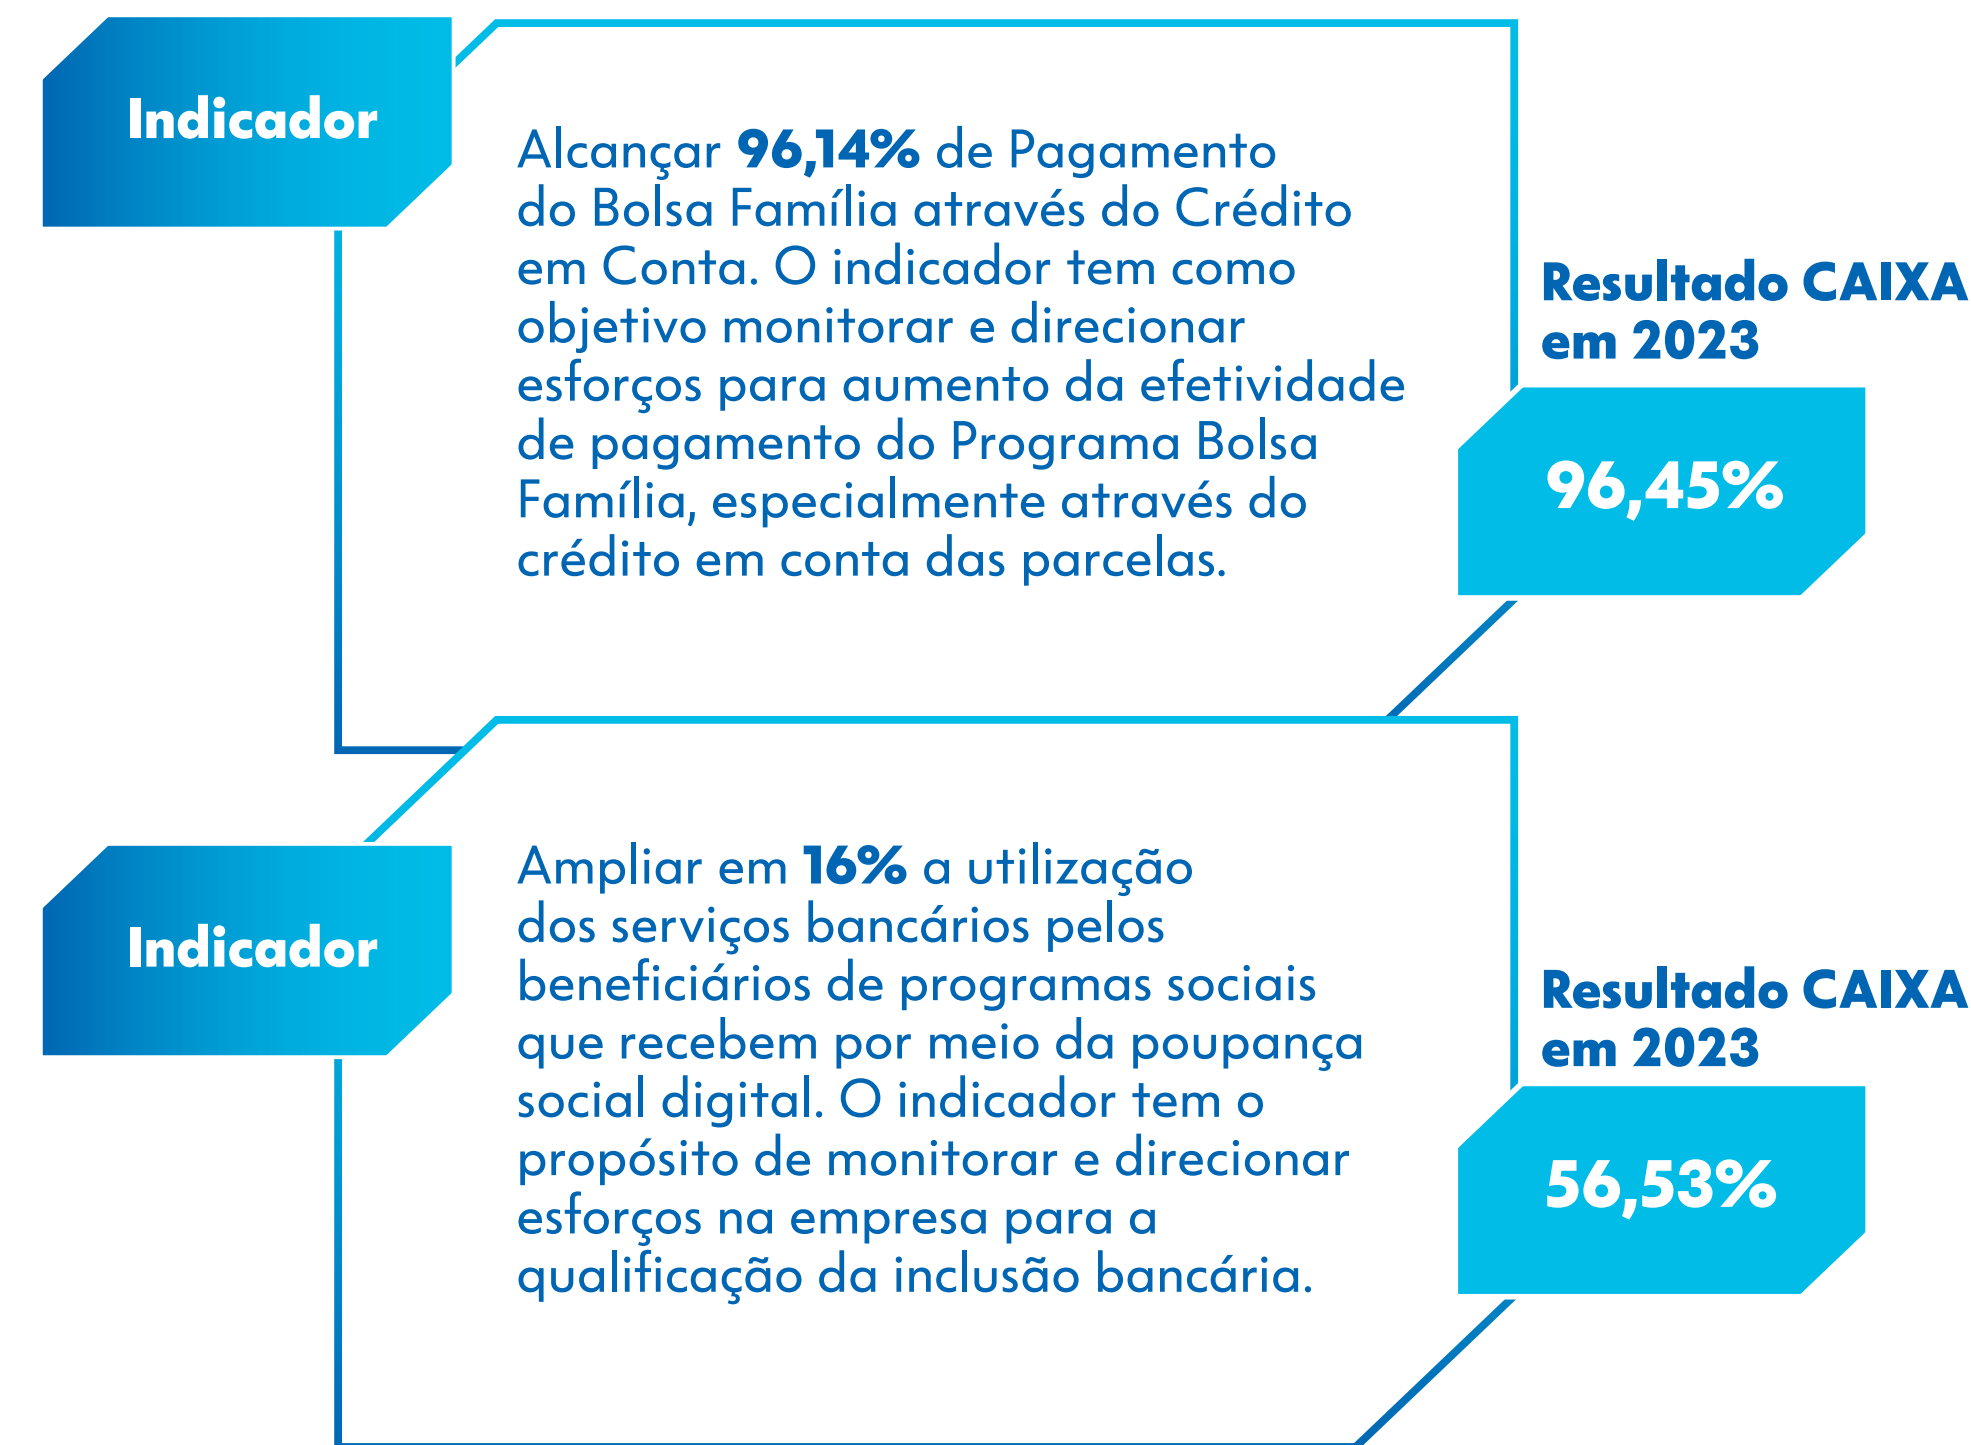 Indicador
Alcançar 96,14% de Pagamento
do Bolsa Família através do Crédito
em Conta. O indicador tem como
objetivo monitorar e direcionar
esforços para aumento da efetividade
de pagamento do Programa Bolsa
Família, especialmente através do
crédito em conta das parcelas.
Resultado CAIXA
em 2023
96,45%
Indicador
Ampliar em 16% a utilização
dos serviços bancários pelos
beneficiários de programas sociais
que recebem por meio da poupança
social digital. O indicador tem o
propósito de monitorar e direcionar
esforços na empresa para a
qualificação da inclusão bancária.
Resultado CAIXA
em 2023
56,53%